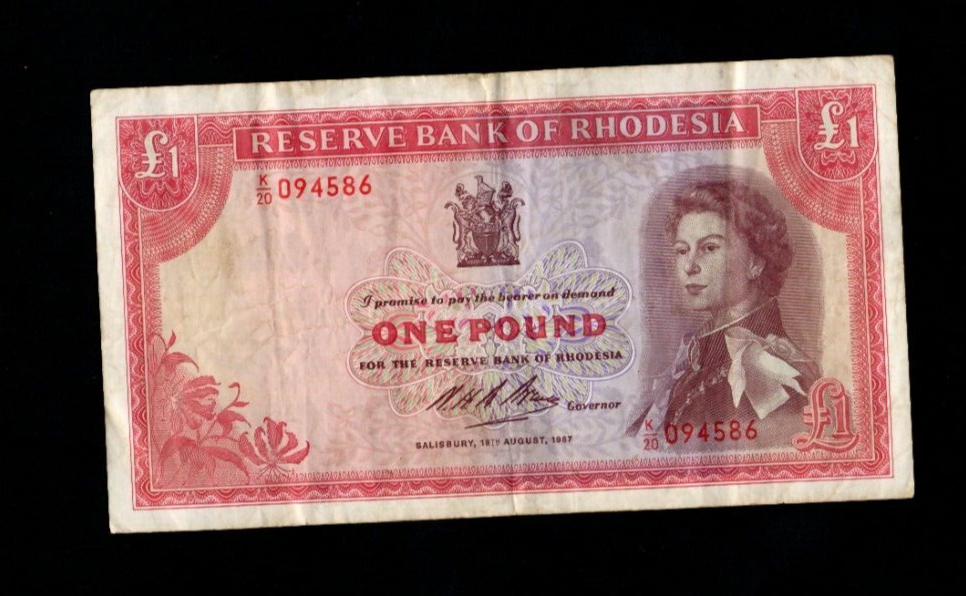 £1 RESERVE BANK OF RHODESIA £1
K/20 094586
I promise to pay the bearer on demand
ONE POUND
FOR THE RESERVE BANK OF RHODESIA
Governor
K/20 094586 £1
SALISBURY, 18TH AUGUST, 1967